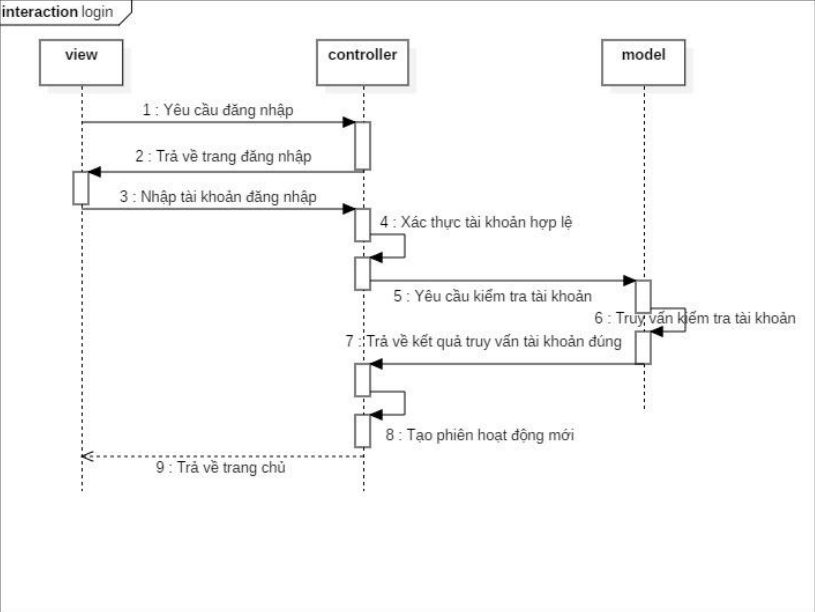 interaction login
view
controller
model
1 : Yêu cầu đăng nhập
2 : Trả về trang đăng nhập
3 : Nhập tài khoản đăng nhập
4 : Xác thực tài khoản hợp lệ
5 : Yêu cầu kiểm tra tài khoản
6 : Truy vấn kiểm tra tài khoản
7 : Trả về kết quả truy vấn tài khoản đúng
8 : Tạo phiên hoạt động mới
9 : Trả về trang chủ